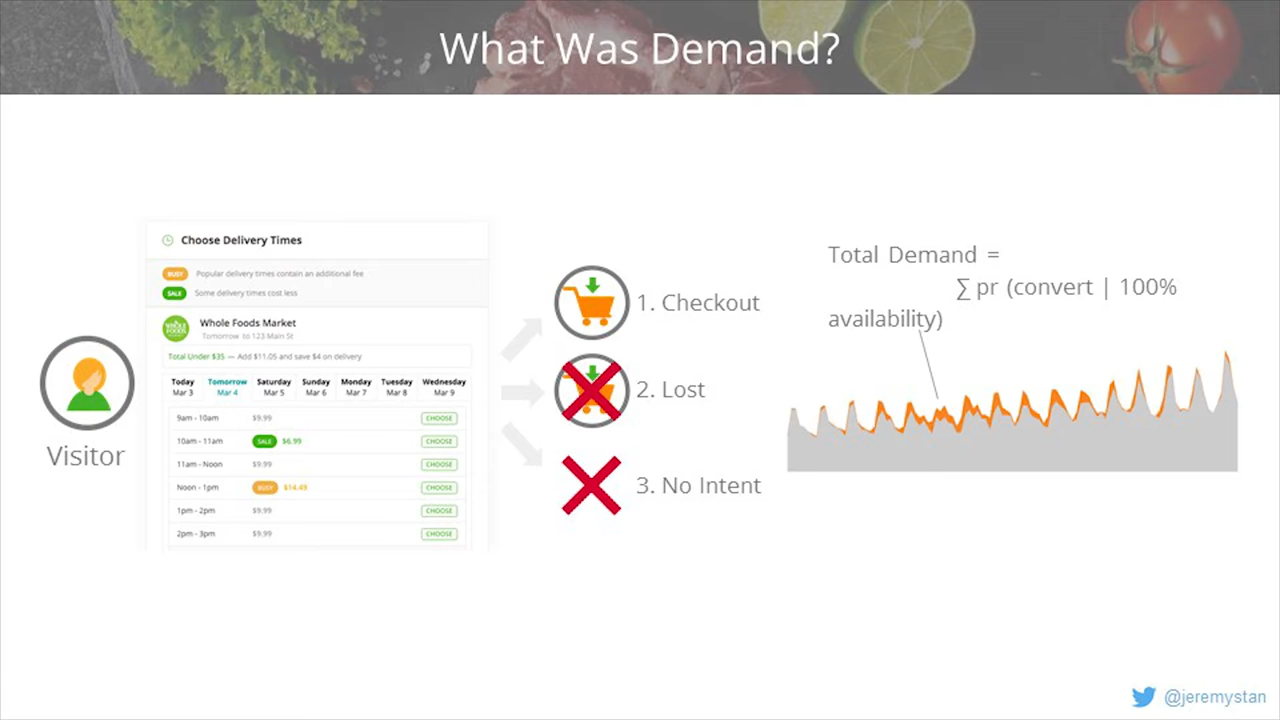 What Was Demand?
Choose Delivery Times
BUSY Popular delivery times contain an additional fee
SALE Some delivery times cost less
WHOLE FOODS
Whole Foods Market
Tomorrow to 123 Main St
Total Under $35 — Add $11.05 and save $4 on delivery
Today Tomorrow Saturday Sunday Monday Tuesday Wednesday
Mar 3 Mar 4 Mar 5 Mar 6 Mar 7 Mar 8 Mar 9
9am - 10am $9.99 CHOOSE
10am - 11am SALE $6.99 CHOOSE
11am - Noon $9.99 CHOOSE
Noon - 1pm BUSY $14.49 CHOOSE
1pm - 2pm $9.99 CHOOSE
2pm - 3pm $9.99 CHOOSE
Visitor
1. Checkout
2. Lost
3. No Intent
Total Demand =
∑ pr (convert | 100%
availability)
@jeremystan